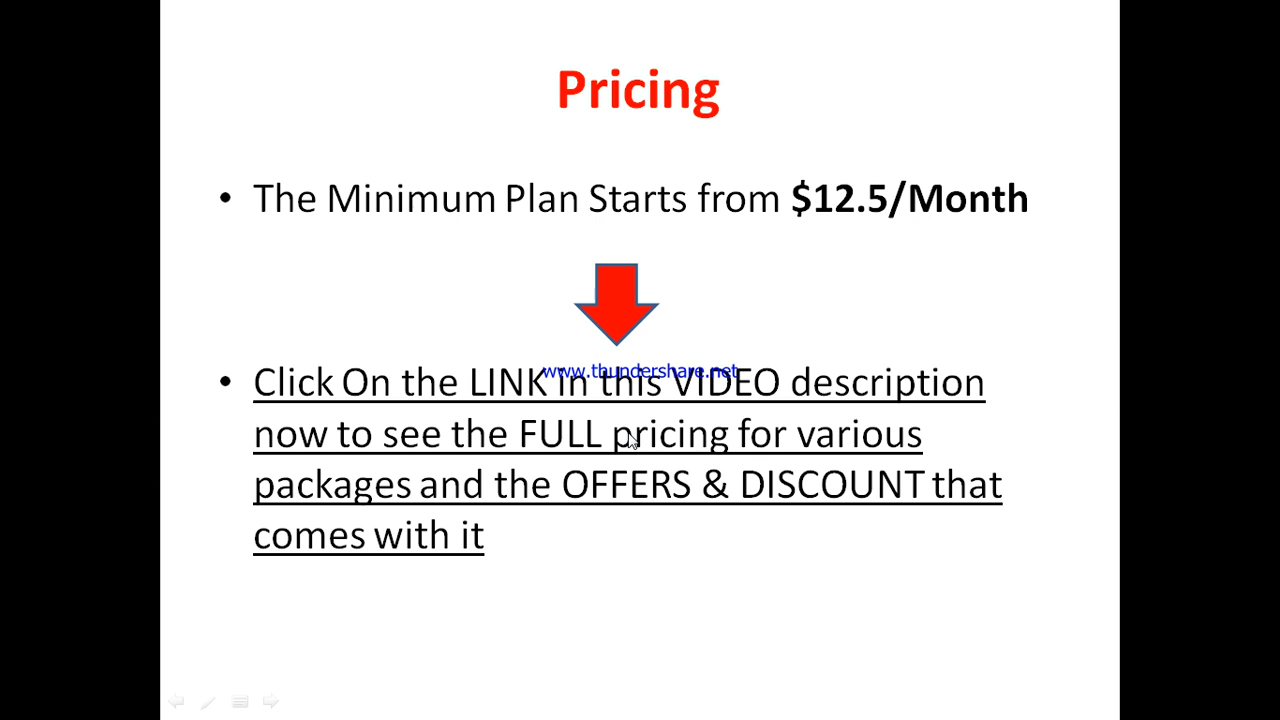 Pricing
• The Minimum Plan Starts from $12.5/Month
www.thundershare.net
• Click On the LINK in this VIDEO description
now to see the FULL pricing for various
packages and the OFFERS & DISCOUNT that
comes with it